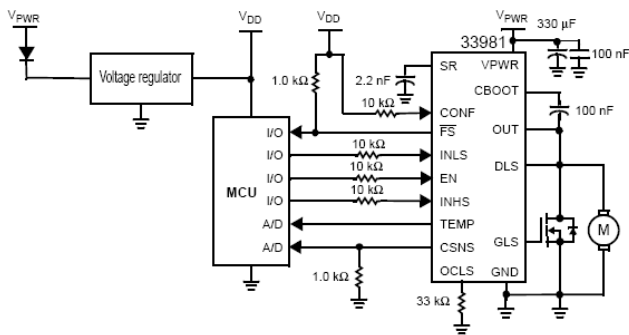 VPWR
VDD
VDD
VPWR
330 µF
33981
100 nF
SR
VPWR
2.2 nF
Voltage regulator
1.0 kΩ
CBOOT
10 kΩ
CONF
100 nF
I/O
FS
OUT
I/O
10 kΩ
INLS
MCU
I/O
10 kΩ
EN
DLS
I/O
10 kΩ
INHS
A/D
TEMP
M
A/D
CSNS
GLS
1.0 kΩ
OCLS
GND
33 kΩ